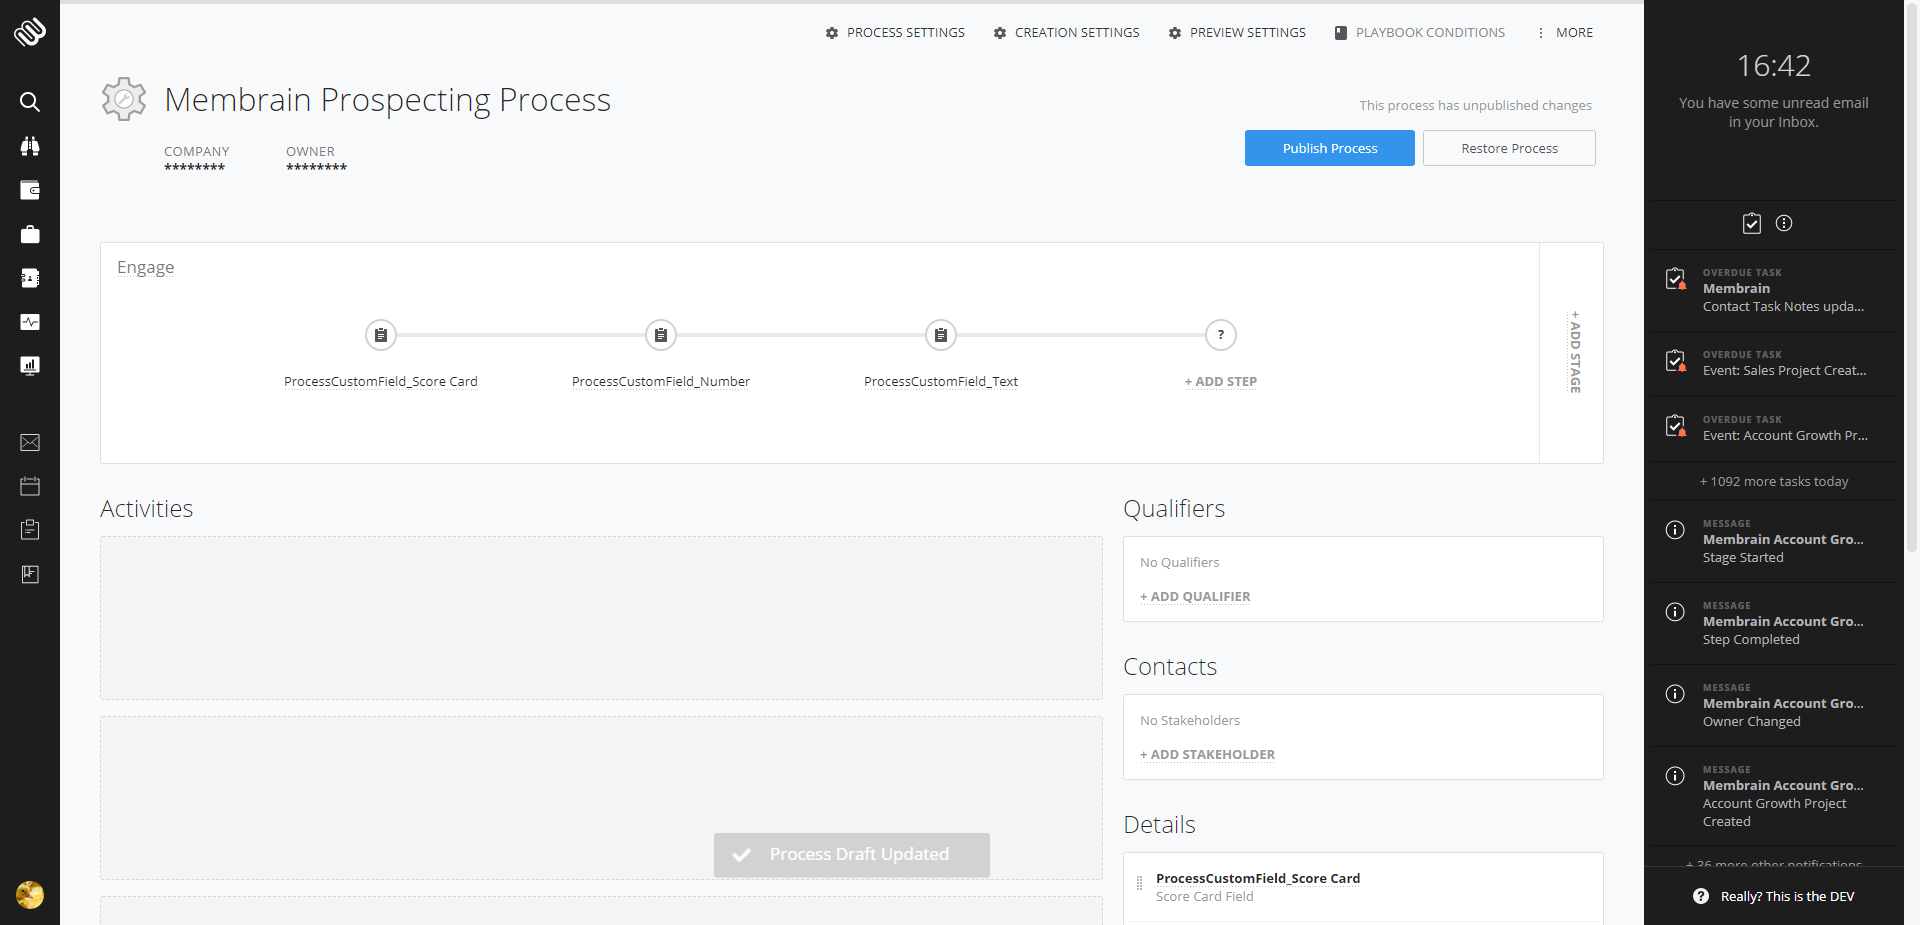 PROCESS SETTINGS
CREATION SETTINGS
PREVIEW SETTINGS
PLAYBOOK CONDITIONS
MORE
Membrain Prospecting Process
This process has unpublished changes
COMPANY
********
OWNER
********
Publish Process
Restore Process
Engage
ProcessCustomField_Score Card
ProcessCustomField_Number
ProcessCustomField_Text
?
+ ADD STEP
+ ADD STAGE
Activities
Process Draft Updated
Qualifiers
No Qualifiers
+ ADD QUALIFIER
Contacts
No Stakeholders
+ ADD STAKEHOLDER
Details
ProcessCustomField_Score Card
Score Card Field
16:42
You have some unread email
in your Inbox.
OVERDUE TASK
Membrain
Contact Task Notes upda...
OVERDUE TASK
Event: Sales Project Creat...
OVERDUE TASK
Event: Account Growth Pr...
+ 1092 more tasks today
MESSAGE
Membrain Account Gro...
Stage Started
MESSAGE
Membrain Account Gro...
Step Completed
MESSAGE
Membrain Account Gro...
Owner Changed
MESSAGE
Membrain Account Gro...
Account Growth Project
Created
+ 36 more other notifications
Really? This is the DEV